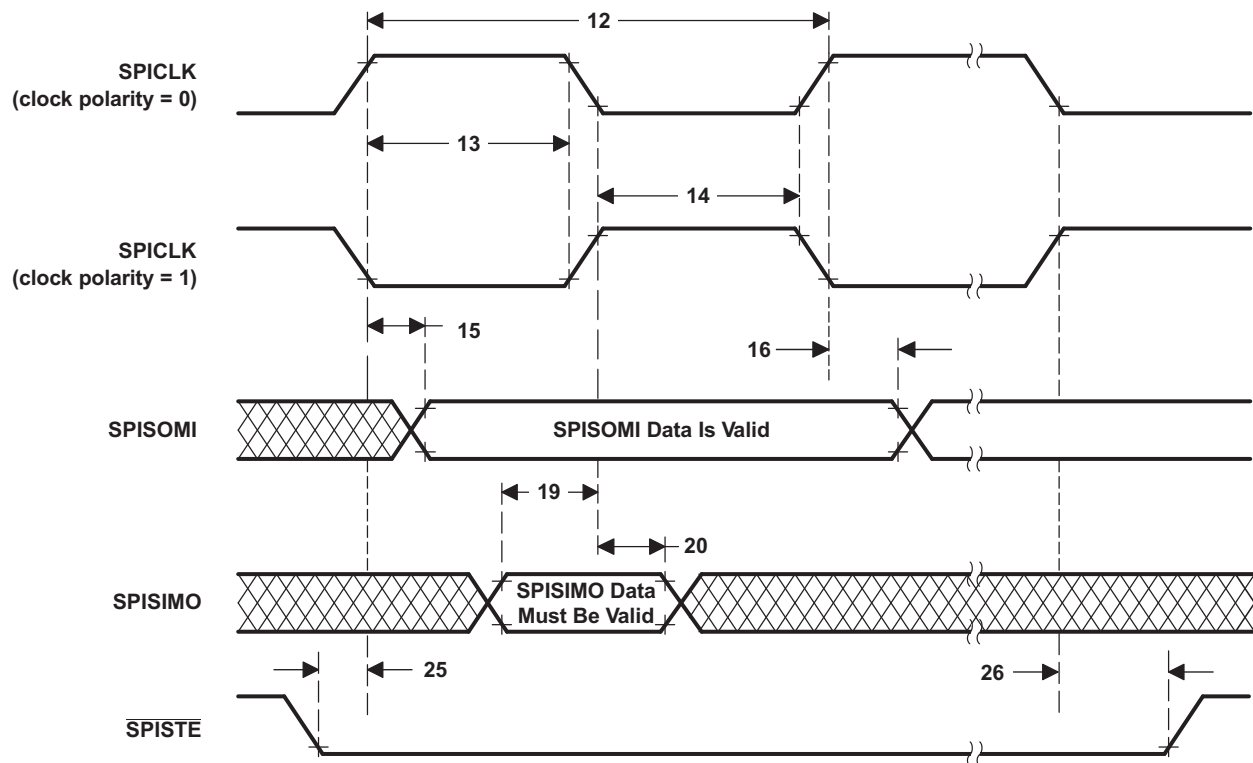 12
SPICLK
(clock polarity = 0)
13
14
SPICLK
(clock polarity = 1)
15
16
SPISOMI
SPISOMI Data Is Valid
19
20
SPISIMO
SPISIMO Data
Must Be Valid
25
26
SPISTE